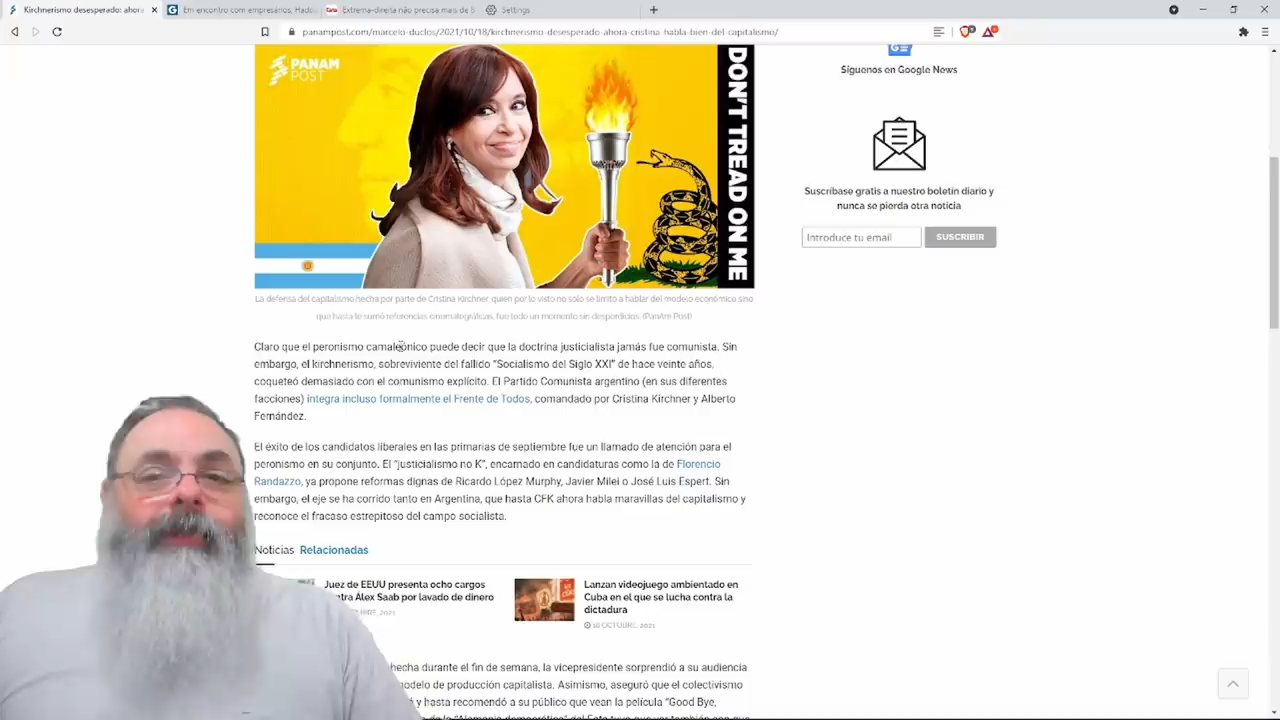 Kirchnerismo desesperado: ahora
Em encontro com empresários, Hadd
Extrema-direita não precisa mais de B
Settings
panampost.com/marcelo-duclos/2021/10/18/kirchnerismo-desesperado-ahora-cristina-habla-bien-del-capitalismo/
PANAM
POST
DON'T TREAD ON ME
Síguenos en Google News
Suscríbase gratis a nuestro boletín diario y
nunca se pierda otra noticia
Introduce tu email
SUSCRIBIR
La defensa del capitalismo hecha por parte de Cristina Kirchner, quien por lo visto no solo se limitó a hablar del modelo económico sino
que hasta le sumó referencias cinematográficas, fue todo un momento sin desperdicios. (PanAm Post)
Claro que el peronismo camaleónico puede decir que la doctrina justicialista jamás fue comunista. Sin
embargo, el kirchnerismo, sobreviviente del fallido "Socialismo del Siglo XXI" de hace veinte años,
coqueteó demasiado con el comunismo explícito. El Partido Comunista argentino (en sus diferentes
facciones) integra incluso formalmente el Frente de Todos, comandado por Cristina Kirchner y Alberto
Fernández.
El éxito de los candidatos liberales en las primarias de septiembre fue un llamado de atención para el
peronismo en su conjunto. El "justicialismo no K", encarnado en candidaturas como la de Florencio
Randazzo, ya propone reformas dignas de Ricardo López Murphy, Javier Milei o José Luis Espert. Sin
embargo, el eje se ha corrido tanto en Argentina, que hasta CFK ahora habla maravillas del capitalismo y
reconoce el fracaso estrepitoso del campo socialista.
Noticias Relacionadas
Juez de EEUU presenta ocho cargos
ntra Álex Saab por lavado de dinero
2021
Lanzan videojuego ambientado en
Cuba en el que se lucha contra la
dictadura
18 OCTUBRE, 2021
hecha durante el fin de semana, la vicepresidente sorprendió a su audiencia
odelo de producción capitalista. Asimismo, aseguró que el colectivismo
y hasta recomendó a su público que vean la película "Good Bye,